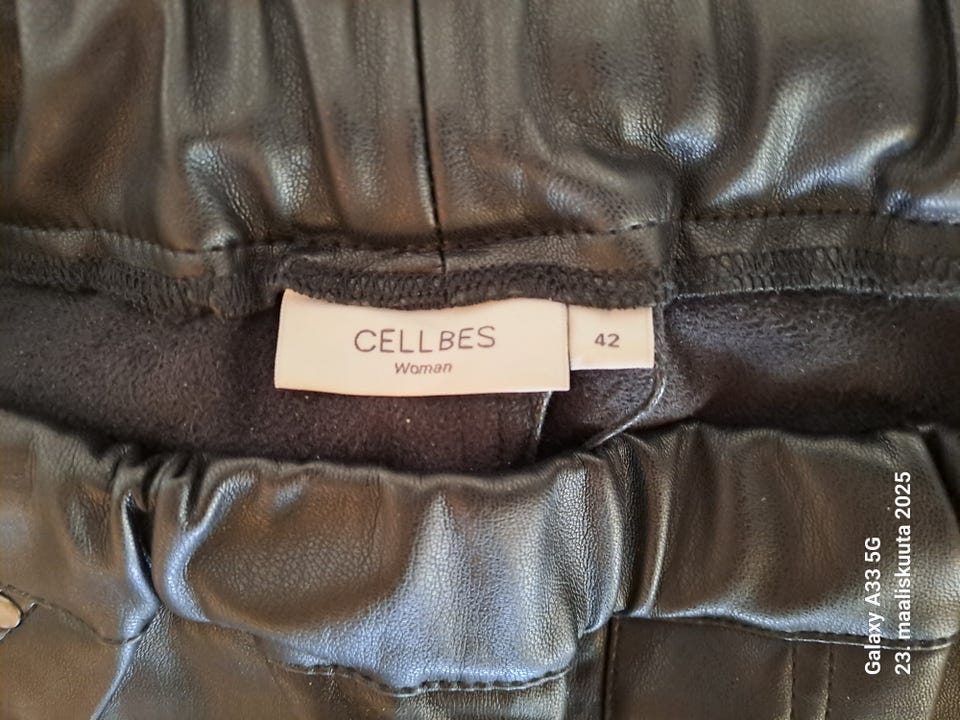 CELLBES
Woman
42
Galaxy A33 5G
23. maaliskuuta 2025